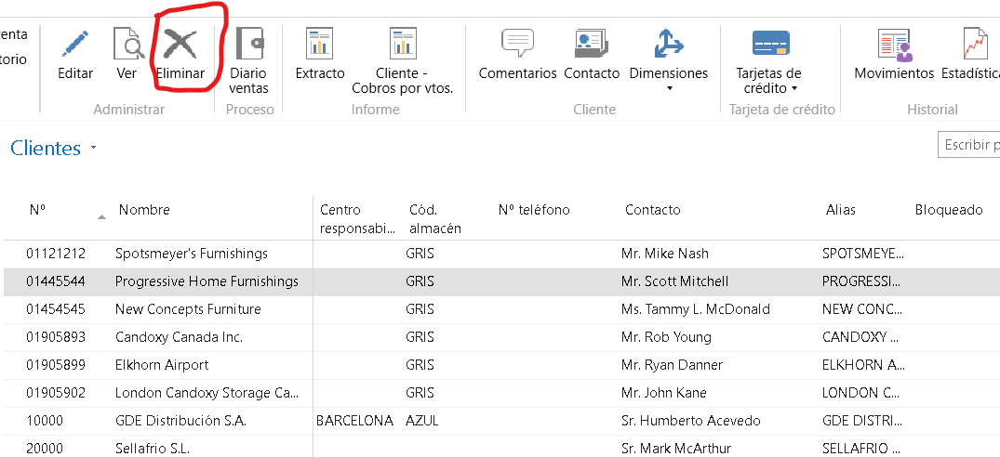 enta
torio
Editar Ver Eliminar Diario ventas Extracto Cliente - Cobros por vtos. Comentarios Contacto Dimensiones Tarjetas de crédito Movimientos Estadística
Administrar Proceso Informe Cliente Tarjeta de crédito Historial
Clientes
Escribir p
Nº Nombre Centro responsabi... Cód. almacén Nº teléfono Contacto Alias Bloqueado
01121212 Spotsmeyer's Furnishings GRIS Mr. Mike Nash SPOTSMEYE...
01445544 Progressive Home Furnishings GRIS Mr. Scott Mitchell PROGRESSI...
01454545 New Concepts Furniture GRIS Ms. Tammy L. McDonald NEW CONC...
01905893 Candoxy Canada Inc. GRIS Mr. Rob Young CANDOXY ...
01905899 Elkhorn Airport GRIS Mr. Ryan Danner ELKHORN A...
01905902 London Candoxy Storage Ca... GRIS Mr. John Kane LONDON C...
10000 GDE Distribución S.A. BARCELONA AZUL Sr. Humberto Acevedo GDE DISTRI...
20000 Sellafrio S.L. Sr. Mark McArthur SELLAFRIO ...